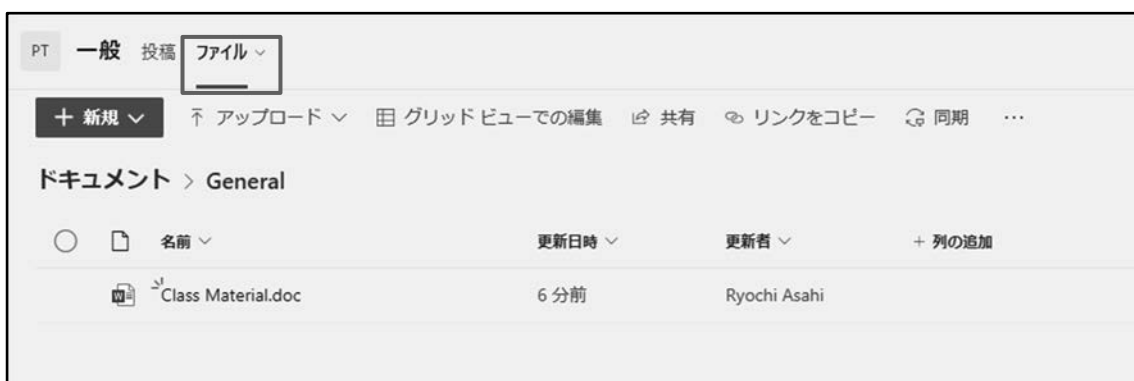 PT 一般 投稿 ファイル
＋ 新規 アップロード グリッド ビューでの編集 共有 リンクをコピー 同期 …
ドキュメント > General
名前 更新日時 更新者 + 列の追加
Class Material.doc 6 分前 Ryochi Asahi